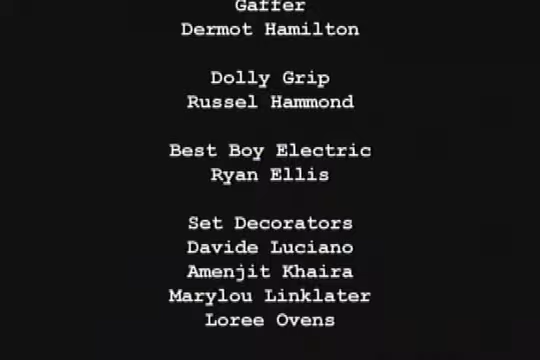 Gaffer
Dermot Hamilton
Dolly Grip
Russel Hammond
Best Boy Electric
Ryan Ellis
Set Decorators
Davide Luciano
Amenjit Khaira
Marylou Linklater
Loree Ovens